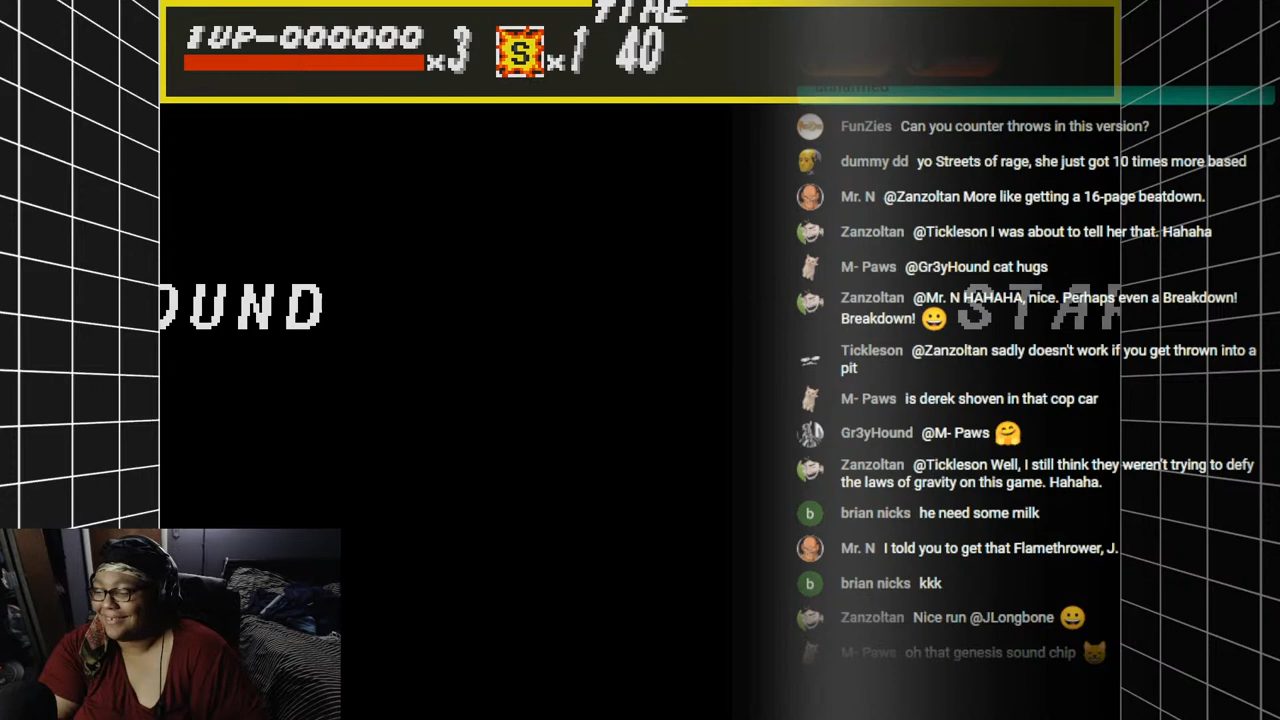 TIME
1UP-000000 ×3 S ×1 40
unharmed
FunZies Can you counter throws in this version?
dummy dd yo Streets of rage, she just got 10 times more based
Mr. N @Zanzoltan More like getting a 16-page beatdown.
Zanzoltan @Tickleson I was about to tell her that. Hahaha
M- Paws @Gr3yHound cat hugs
Zanzoltan @Mr. N HAHAHA, nice. Perhaps even a Breakdown!
Breakdown! 😀
OUND STAR
Tickleson @Zanzoltan sadly doesn't work if you get thrown into a
pit
M- Paws is derek shoven in that cop car
Gr3yHound @M- Paws 🤗
Zanzoltan @Tickleson Well, I still think they weren't trying to defy
the laws of gravity on this game. Hahaha.
b brian nicks he need some milk
Mr. N I told you to get that Flamethrower, J.
b brian nicks kkk
Zanzoltan Nice run @JLongbone 😀
M- Paws oh that genesis sound chip 😺